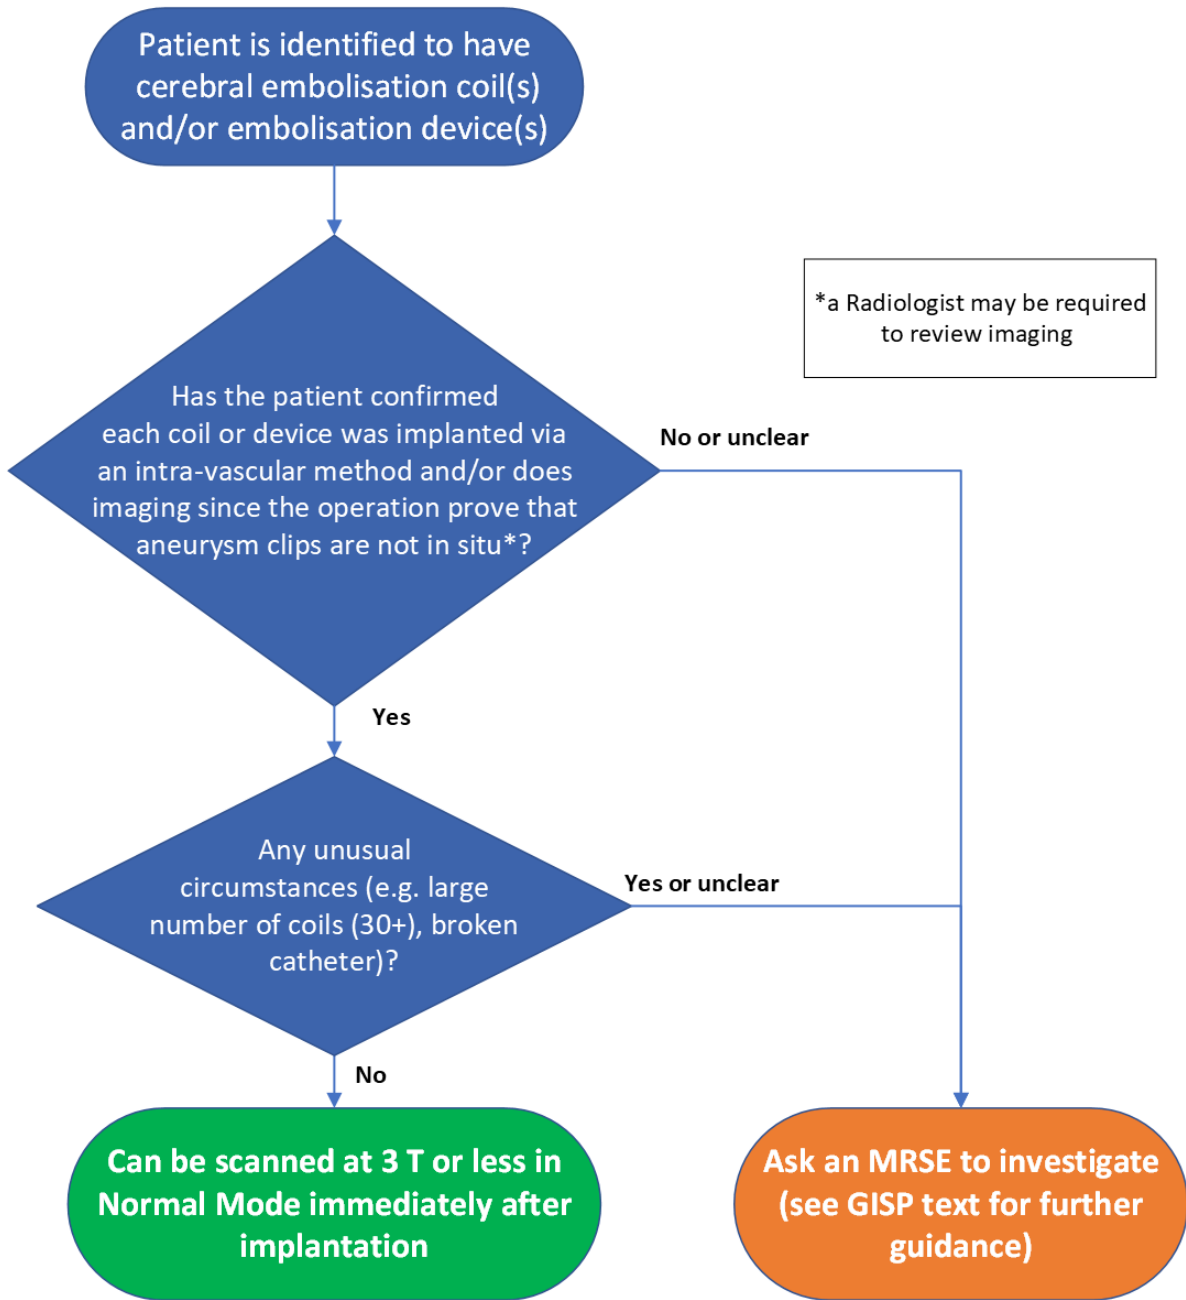 Patient is identified to have
cerebral embolisation coil(s)
and/or embolisation device(s)
*a Radiologist may be required
to review imaging
Has the patient confirmed
each coil or device was implanted via
an intra-vascular method and/or does
imaging since the operation prove that
aneurysm clips are not in situ*?
No or unclear
Yes
Any unusual
circumstances (e.g. large
number of coils (30+), broken
catheter)?
Yes or unclear
No
Can be scanned at 3 T or less in
Normal Mode immediately after
implantation
Ask an MRSE to investigate
(see GISP text for further
guidance)